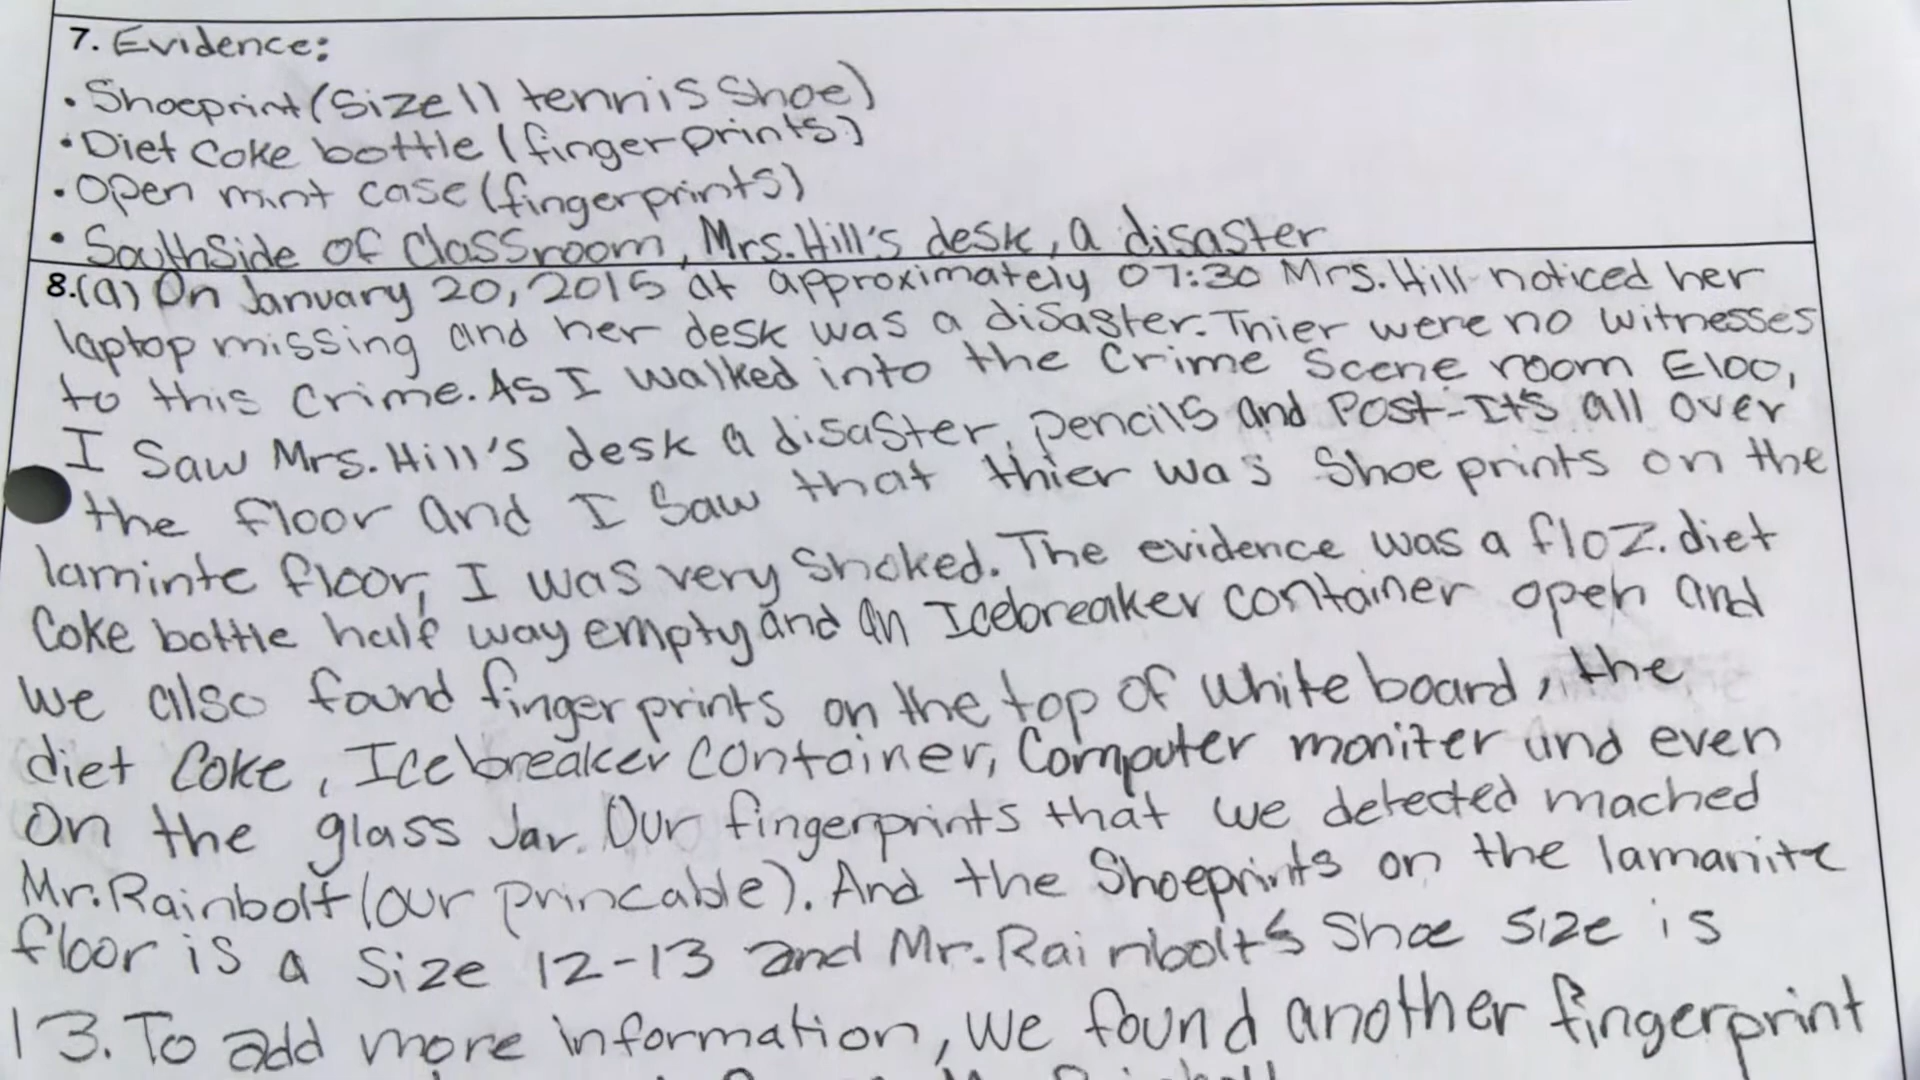 7. Evidence:
• Shoeprint (Size 11 tennis Shoe)
• Diet Coke bottle (fingerprints)
• Open mint case (fingerprints)
• SouthSide of Classroom, Mrs. Hill's desk, a disaster
8.(a) On January 20, 2015 at approximately 07:30 Mrs. Hill noticed her
laptop missing and her desk was a disaster. Thier were no witnesses
to this crime. As I walked into the Crime Scene room E100,
I Saw Mrs. Hill's desk a disaster, pencils and Post-It's all over
the floor and I Saw that thier was Shoe prints on the
laminte floor, I was very Shoked. The evidence was a floz. diet
Coke bottle half way empty and an Icebreaker container open and
we also found fingerprints on the top of white board, the
diet Coke, Icebreaker container, Computer moniter and even
On the glass Jar. Our fingerprints that we detected mached
Mr. Rainbolt (our princable). And the Shoeprints on the lamanite
floor is a Size 12-13 and Mr. Rainbolt's Shoe size is
13. To add more information, we found another fingerprint